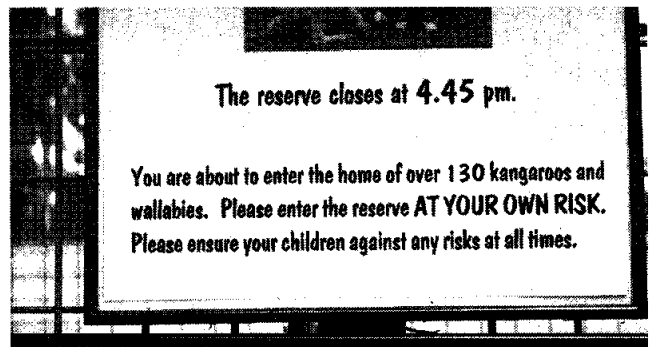 The reserve closes at 4.45 pm.
You are about to enter the home of over 130 kangaroos and
wallabies. Please enter the reserve AT YOUR OWN RISK.
Please ensure your children against any risks at all times.